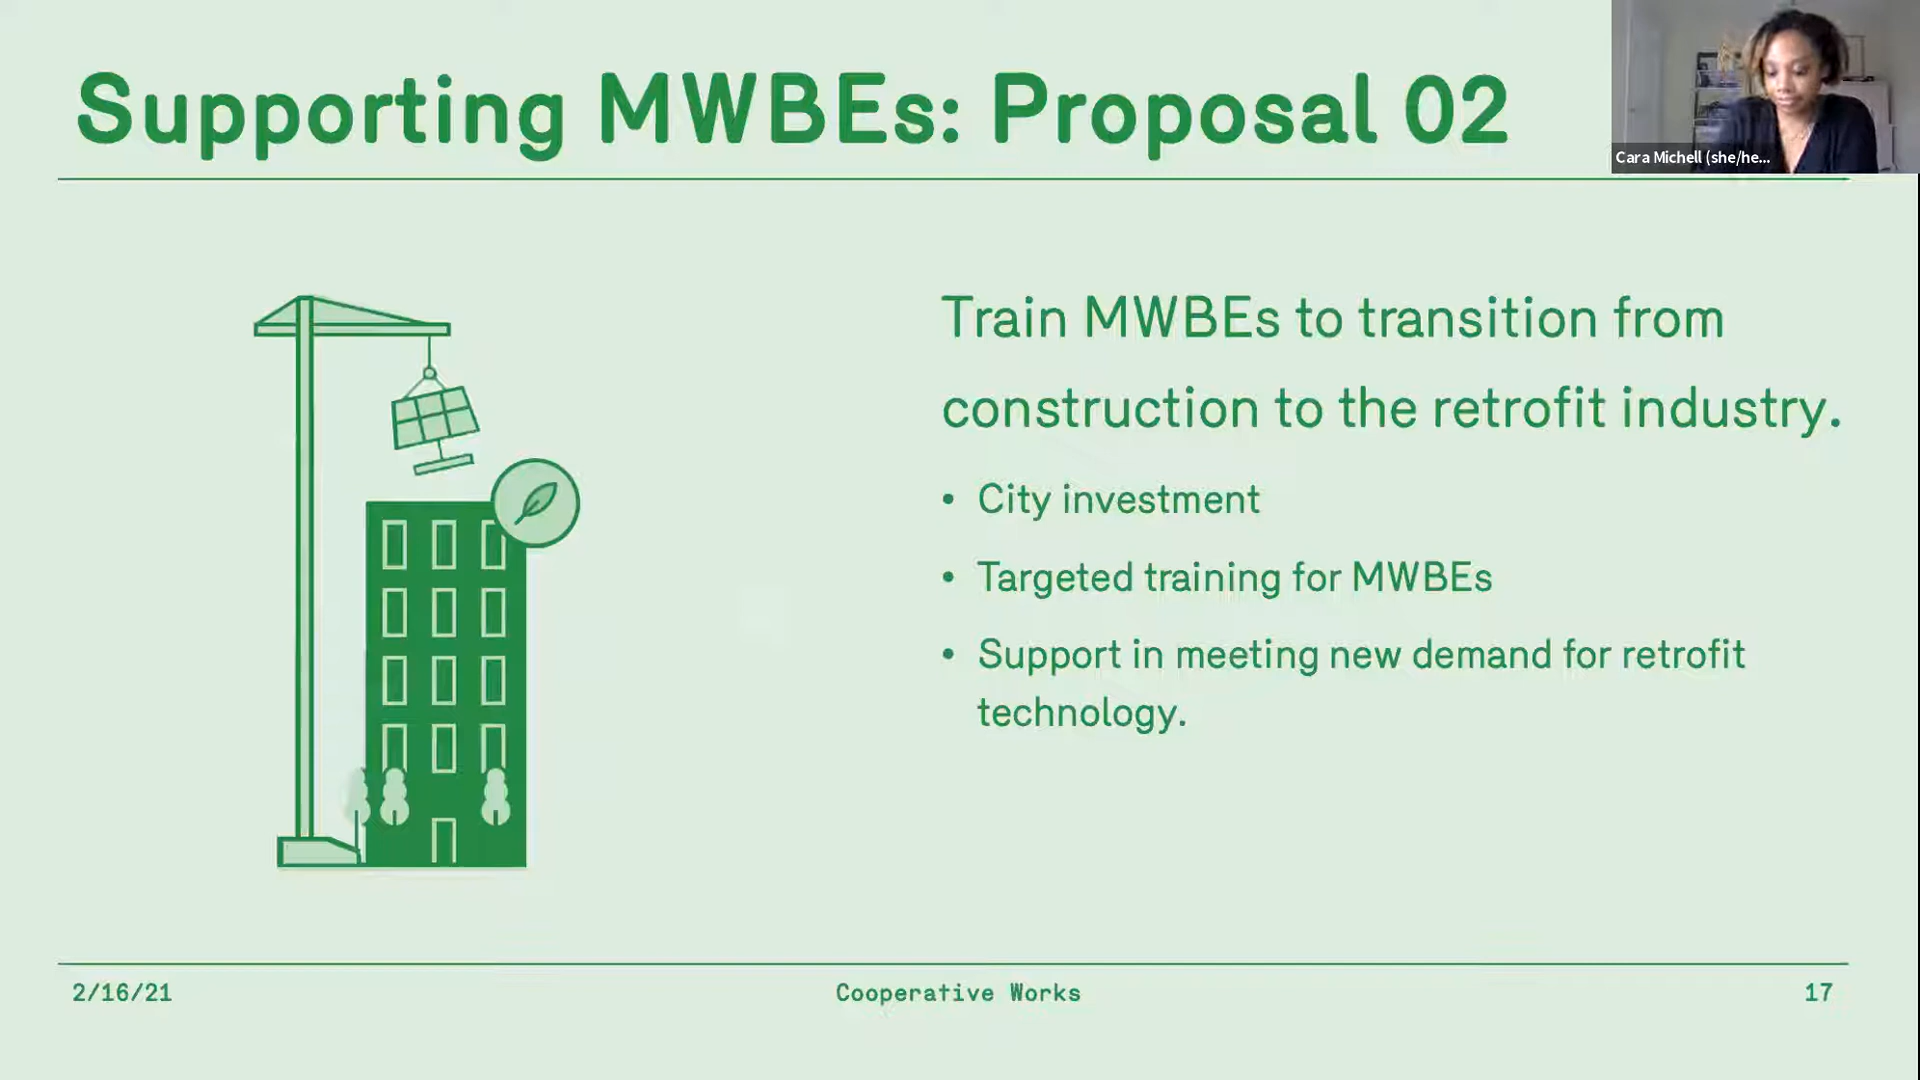 Supporting MWBEs: Proposal 02
Cara Michell (she/he...
Train MWBEs to transition from
construction to the retrofit industry.
• City investment
• Targeted training for MWBEs
• Support in meeting new demand for retrofit
technology.
2/16/21
Cooperative Works
17